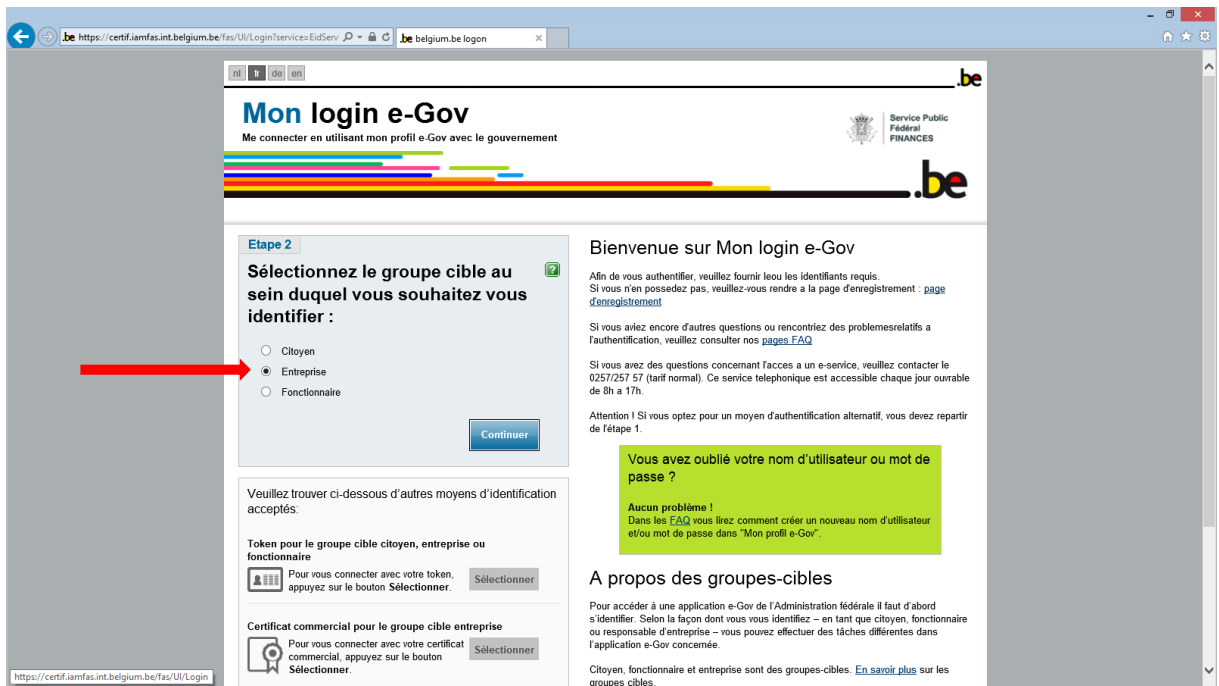 https://certif.iamfas.int.belgium.be/fas/UI/Login?service=EidServ
.be belgium.be logon
nl fr de en
.be
Mon login e-Gov
Me connecter en utilisant mon profil e-Gov avec le gouvernement
Service Public
Fédéral
FINANCES
.be
Etape 2
Sélectionnez le groupe cible au
sein duquel vous souhaitez vous
identifier :
Citoyen
Entreprise
Fonctionnaire
Continuer
Veuillez trouver ci-dessous d'autres moyens d'identification
acceptés:
Token pour le groupe cible citoyen, entreprise ou
fonctionnaire
Pour vous connecter avec votre token,
appuyez sur le bouton Sélectionner.
Sélectionner
Certificat commercial pour le groupe cible entreprise
Pour vous connecter avec votre certificat
commercial, appuyez sur le bouton
Sélectionner.
Sélectionner
Bienvenue sur Mon login e-Gov
Afin de vous authentifier, veuillez fournir leou les identifiants requis.
Si vous n'en possedez pas, veuillez-vous rendre a la page d'enregistrement : page
d'enregistrement
Si vous aviez encore d'autres questions ou rencontriez des problemesrelatifs a
l'authentification, veuillez consulter nos pages FAQ
Si vous avez des questions concernant l'acces a un e-service, veuillez contacter le
0257/257 57 (tarif normal). Ce service telephonique est accessible chaque jour ouvrable
de 8h a 17h.
Attention ! Si vous optez pour un moyen d'authentification alternatif, vous devez repartir
de l'étape 1.
Vous avez oublié votre nom d'utilisateur ou mot de
passe ?
Aucun problème !
Dans les FAQ vous lirez comment créer un nouveau nom d'utilisateur
et/ou mot de passe dans "Mon profil e-Gov".
A propos des groupes-cibles
Pour accéder à une application e-Gov de l'Administration fédérale il faut d'abord
s'identifier. Selon la façon dont vous vous identifiez – en tant que citoyen, fonctionnaire
ou responsable d'entreprise – vous pouvez effectuer des tâches différentes dans
l'application e-Gov concernée.
Citoyen, fonctionnaire et entreprise sont des groupes-cibles. En savoir plus sur les
groupes cibles.
https://certif.iamfas.int.belgium.be/fas/UI/Login